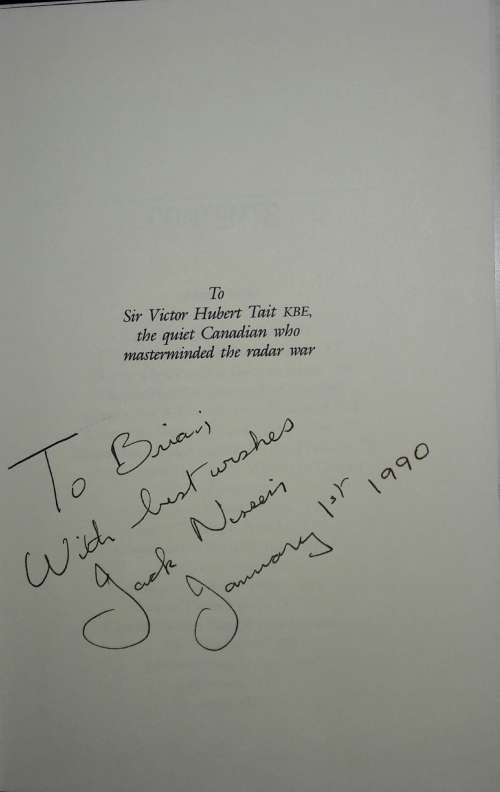 To
Sir Victor Hubert Tait KBE,
the quiet Canadian who
masterminded the radar war
To Brian,
With best wishes
Jack Nissen
January 1st 1990